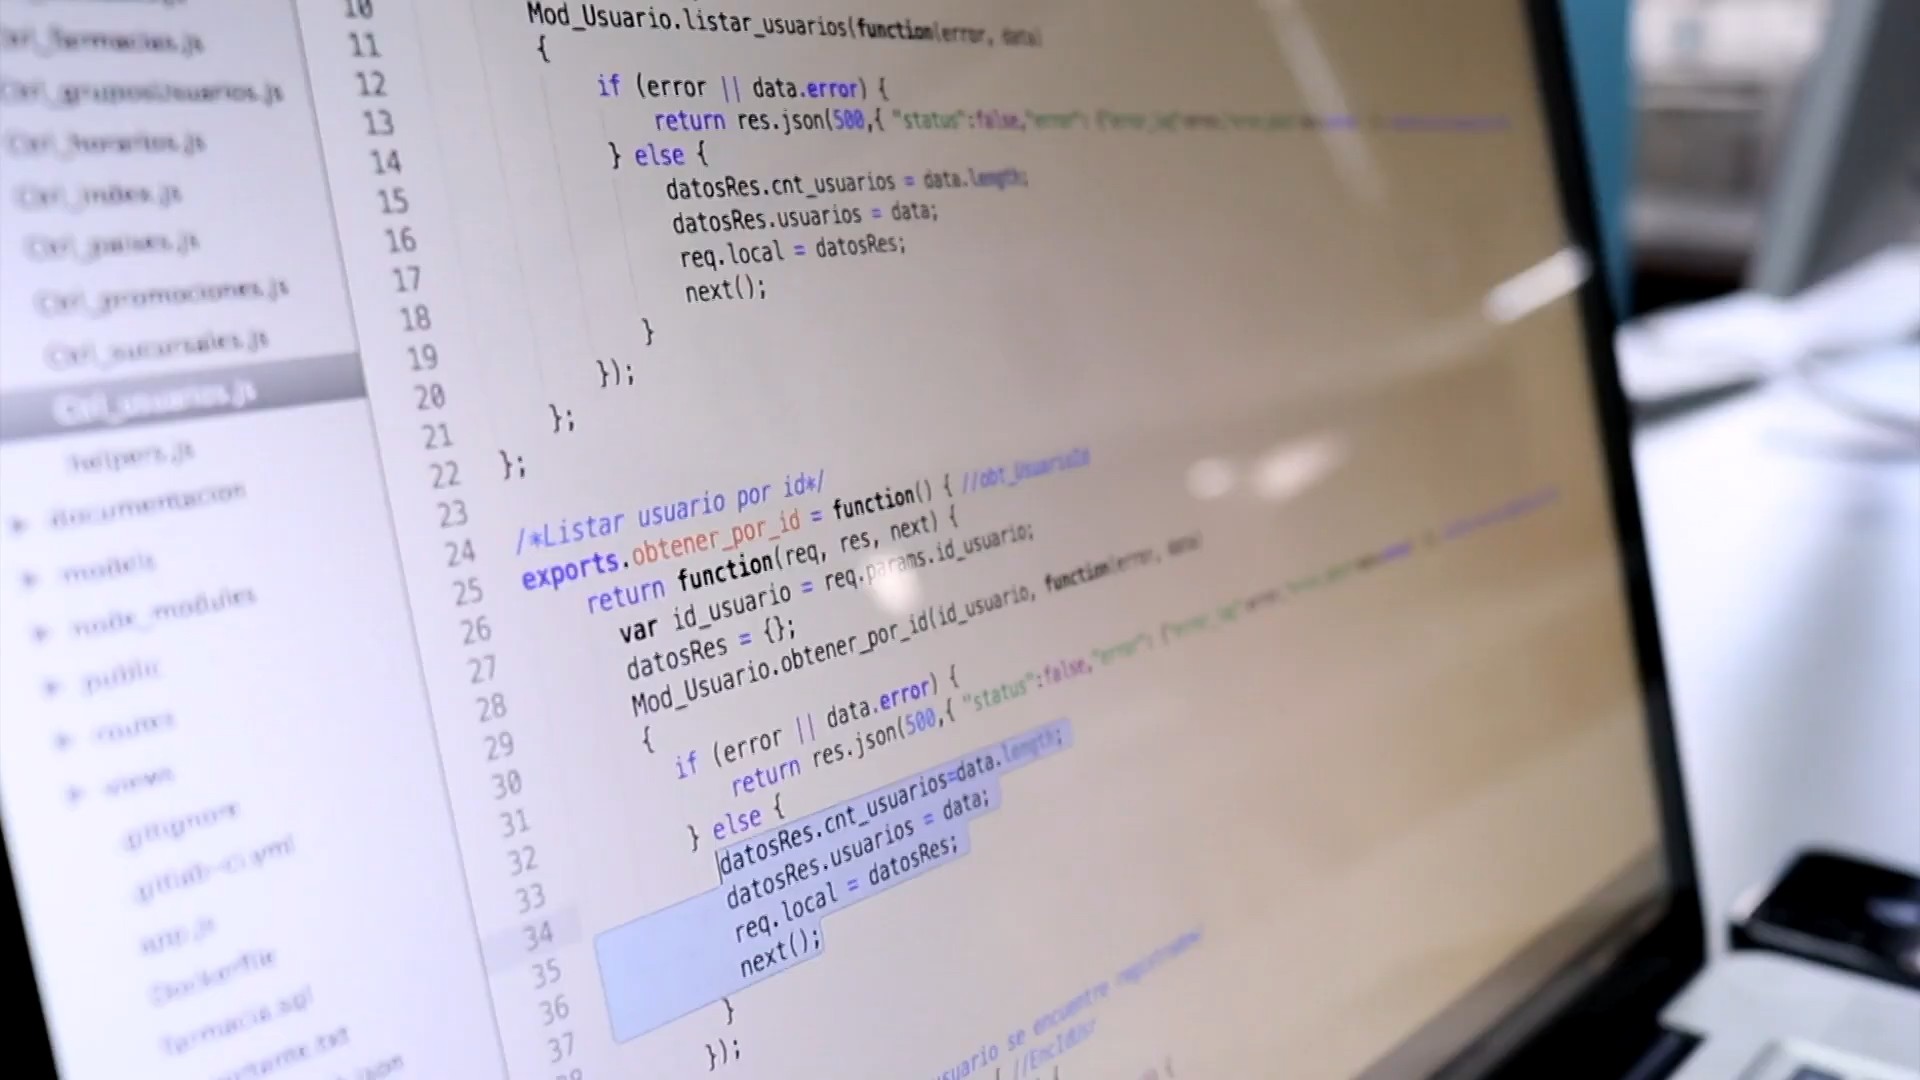 Ctrl_farmacias.js
Ctrl_gruposUsuarios.js
Ctrl_horarios.js
Ctrl_index.js
Ctrl_paises.js
Ctrl_promociones.js
Ctrl_sucursales.js
Ctrl_usuarios.js
helpers.js
documentacion
models
node_modules
public
routes
views
.gitignore
.gitlab-ci.yml
app.js
Dockerfile
farmacia.sql
10
11 Mod_Usuario.listar_usuarios(function(error, data)
12 {
13 if (error || data.error) {
14 return res.json(500,{ "status":false,"error": {
15 } else {
16 datosRes.cnt_usuarios = data.length;
17 datosRes.usuarios = data;
18 req.local = datosRes;
19 next();
20 }
21 });
22 };
23 };
24 /*Listar usuario por id*/
25 exports.obtener_por_id = function() { //obt_UsuarioId
26 return function(req, res, next) {
27 var id_usuario = req.params.id_usuario;
28 datosRes = {};
29 Mod_Usuario.obtener_por_id(id_usuario, function(error, data)
30 {
31 if (error || data.error) {
32 return res.json(500,{ "status":false,"error": {
33 } else {
34 datosRes.cnt_usuarios=data.length;
35 datosRes.usuarios = data;
36 req.local = datosRes;
37 next();
}
});
usuario se encuentre registrado*/
{ //EncIdUsr